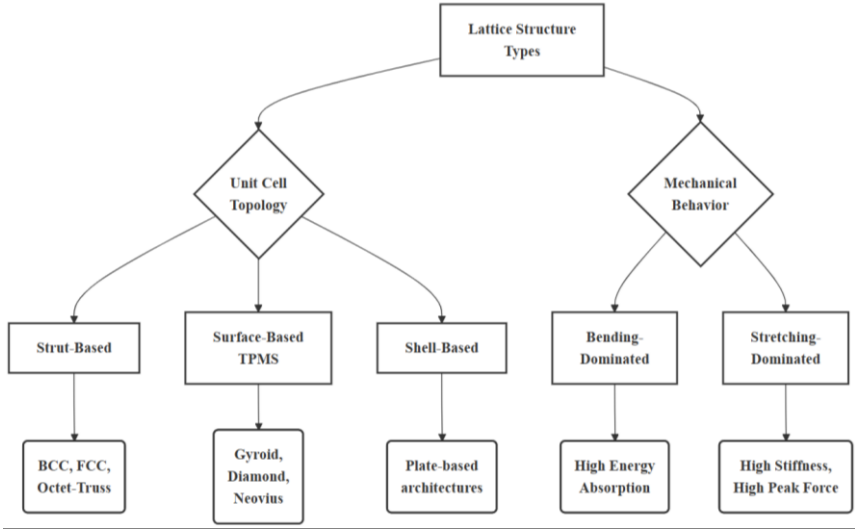 Lattice Structure
Types
Unit Cell
Topology
Mechanical
Behavior
Strut-Based
Surface-Based
TPMS
Shell-Based
Bending-
Dominated
Stretching-
Dominated
BCC, FCC,
Octet-Truss
Gyroid,
Diamond,
Neovius
Plate-based
architectures
High Energy
Absorption
High Stiffness,
High Peak Force